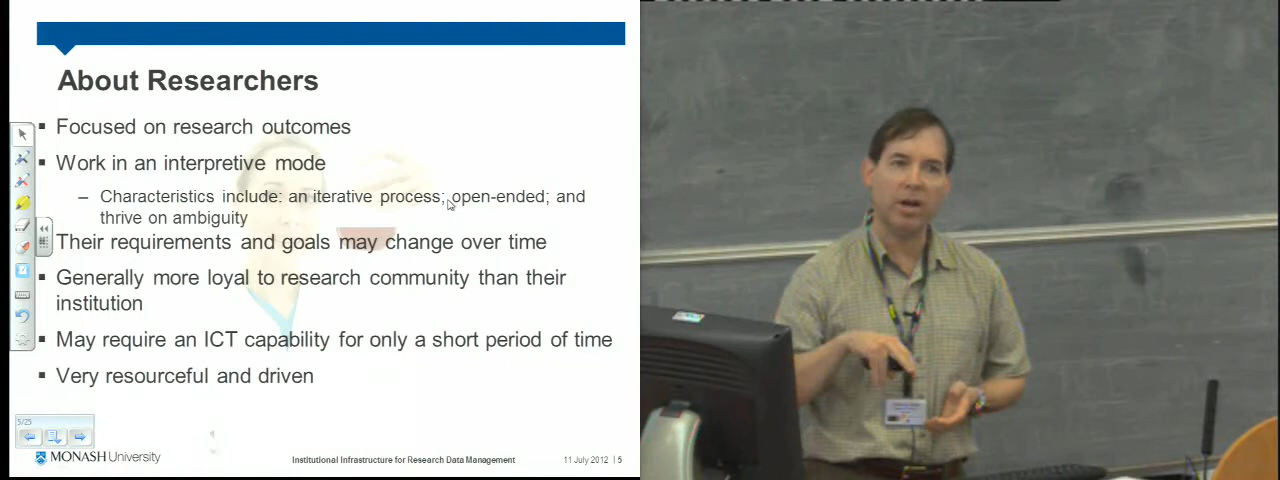 About Researchers
Focused on research outcomes
Work in an interpretive mode
– Characteristics include: an iterative process; open-ended; and
thrive on ambiguity
Their requirements and goals may change over time
Generally more loyal to research community than their
institution
May require an ICT capability for only a short period of time
Very resourceful and driven
5/25
MONASH University
Institutional Infrastructure for Research Data Management
11 July 2012 | 5